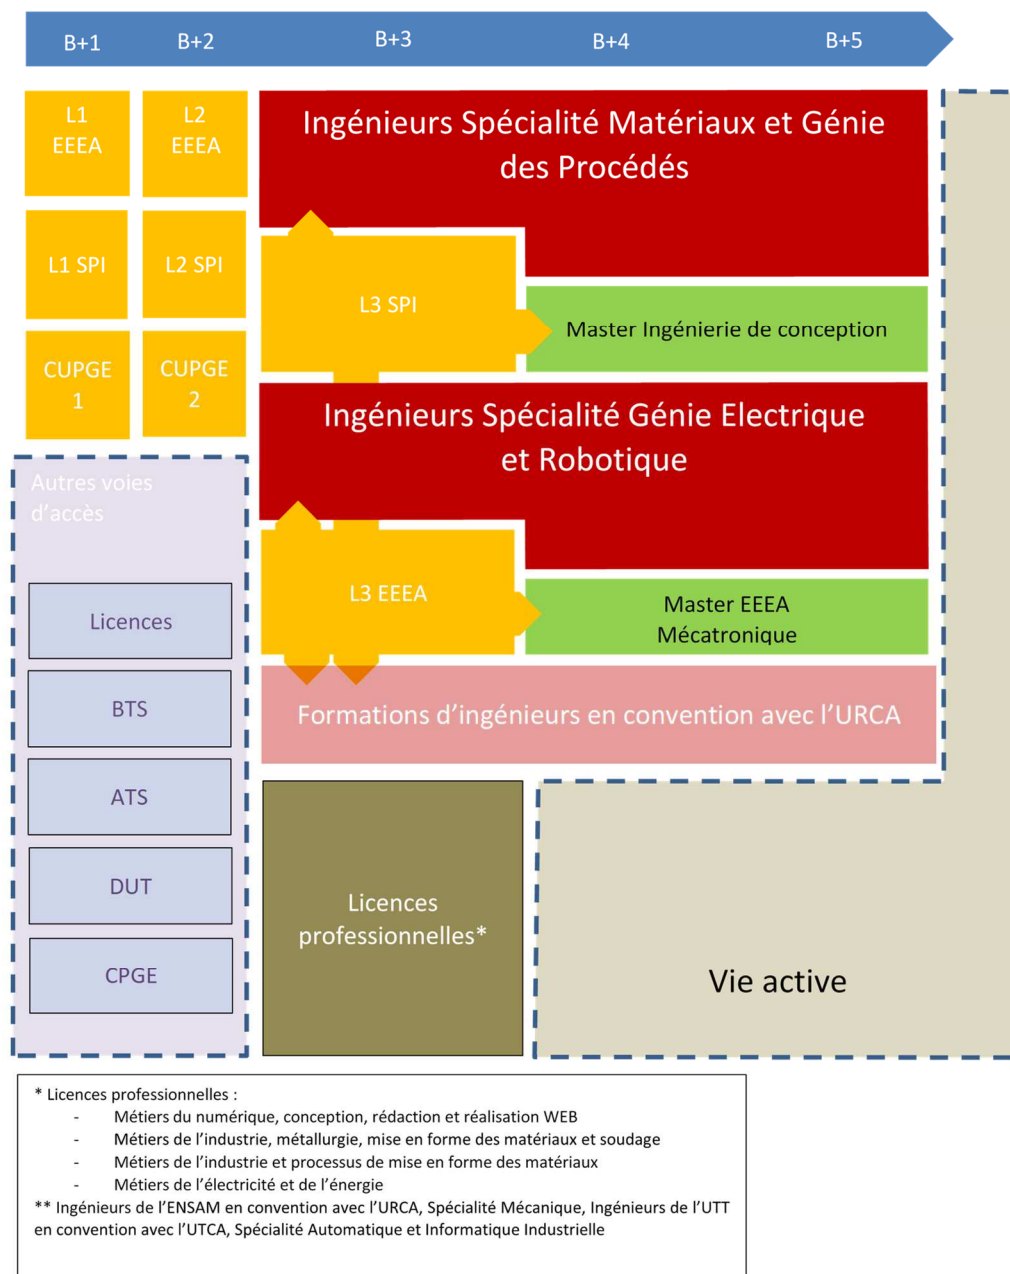 B+1 B+2 B+3 B+4 B+5
L1
EEEA
L2
EEEA
Ingénieurs Spécialité Matériaux et Génie
des Procédés
L1 SPI
L2 SPI
L3 SPI
Master Ingénierie de conception
CUPGE
1
CUPGE
2
Ingénieurs Spécialité Génie Electrique
et Robotique
Autres voies
d'accès
L3 EEEA
Master EEEA
Mécatronique
Licences
BTS
ATS
DUT
CPGE
Formations d'ingénieurs en convention avec l'URCA
Licences
professionnelles*
Vie active
* Licences professionnelles :
- Métiers du numérique, conception, rédaction et réalisation WEB
- Métiers de l'industrie, métallurgie, mise en forme des matériaux et soudage
- Métiers de l'industrie et processus de mise en forme des matériaux
- Métiers de l'électricité et de l'énergie
** Ingénieurs de l'ENSAM en convention avec l'URCA, Spécialité Mécanique, Ingénieurs de l'UTT
en convention avec l'UTCA, Spécialité Automatique et Informatique Industrielle